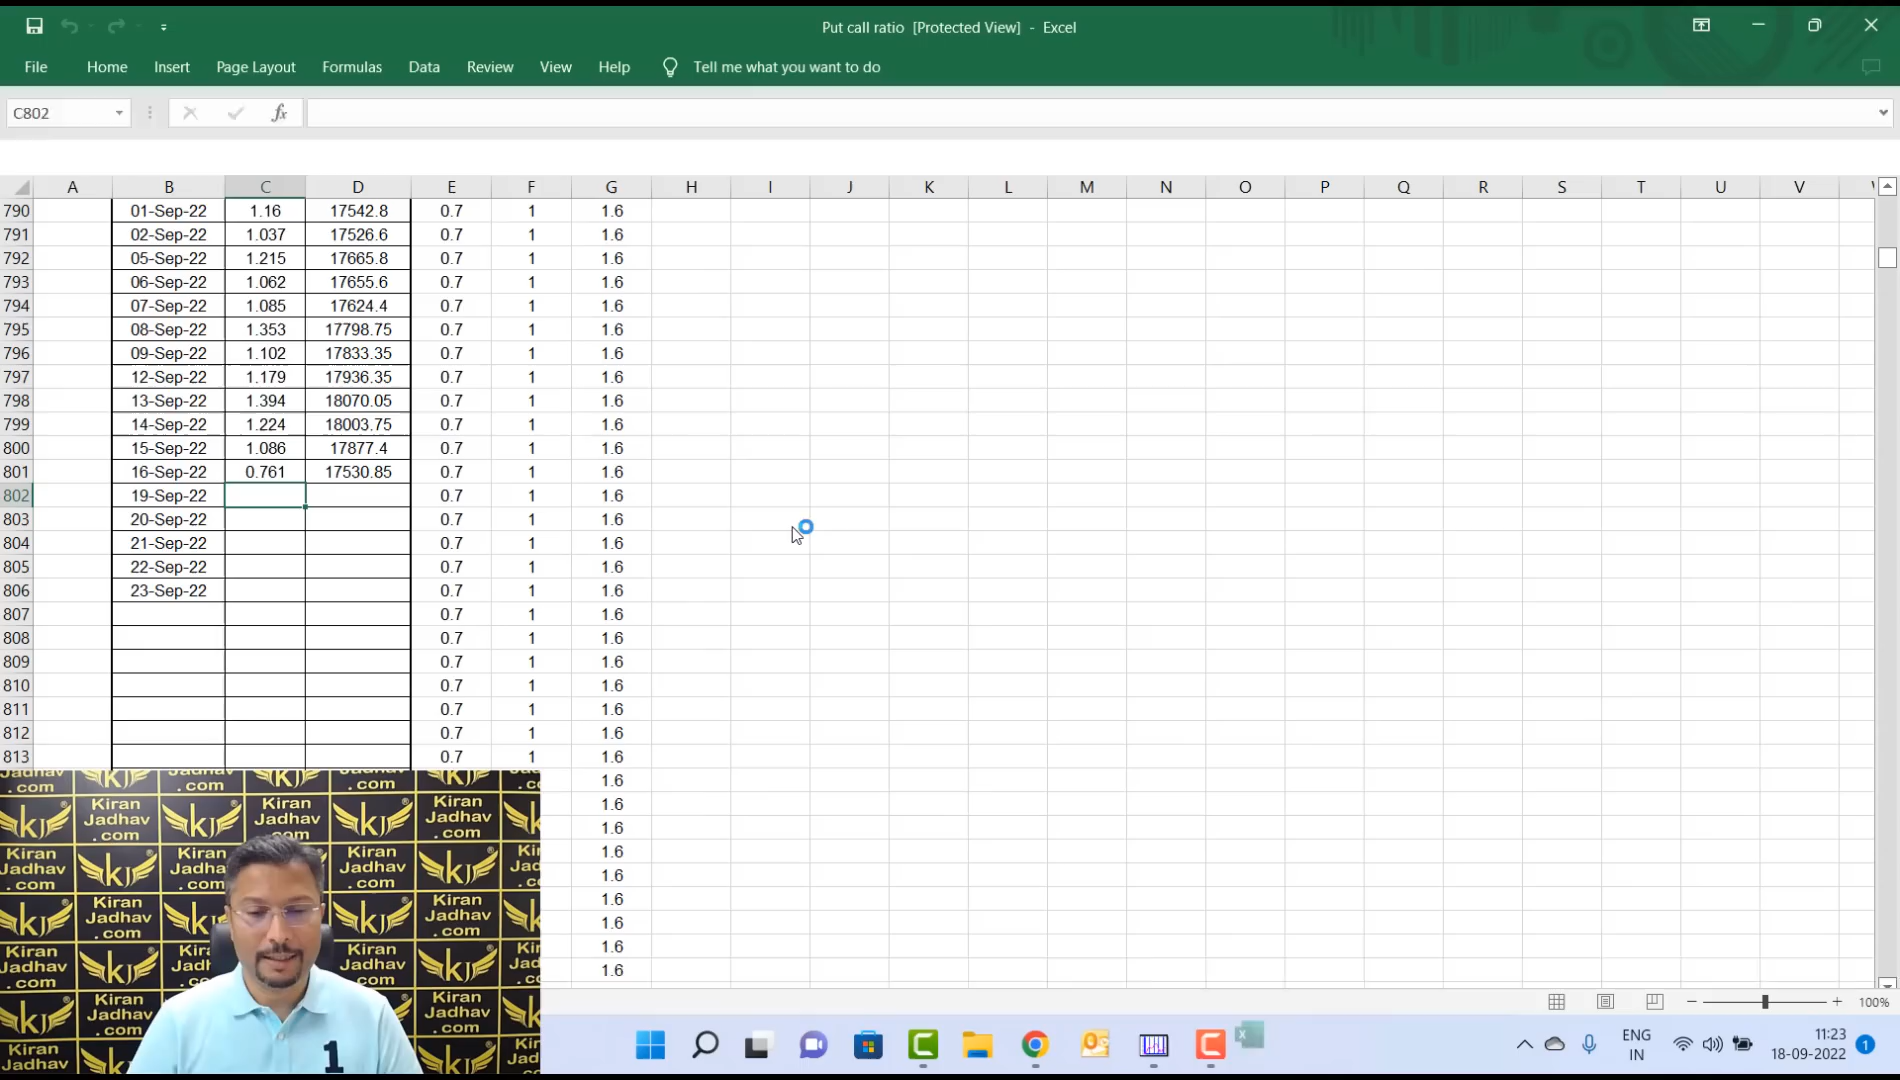 Put call ratio [Protected View] - Excel
File Home Insert Page Layout Formulas Data Review View Help Tell me what you want to do
C802 fx
A B C D E F G H I J K L M N O P Q R S T U V
790 01-Sep-22 1.16 17542.8 0.7 1 1.6
791 02-Sep-22 1.037 17526.6 0.7 1 1.6
792 05-Sep-22 1.215 17665.8 0.7 1 1.6
793 06-Sep-22 1.062 17655.6 0.7 1 1.6
794 07-Sep-22 1.085 17624.4 0.7 1 1.6
795 08-Sep-22 1.353 17798.75 0.7 1 1.6
796 09-Sep-22 1.102 17833.35 0.7 1 1.6
797 12-Sep-22 1.179 17936.35 0.7 1 1.6
798 13-Sep-22 1.394 18070.05 0.7 1 1.6
799 14-Sep-22 1.224 18003.75 0.7 1 1.6
800 15-Sep-22 1.086 17877.4 0.7 1 1.6
801 16-Sep-22 0.761 17530.85 0.7 1 1.6
802 19-Sep-22 0.7 1 1.6
803 20-Sep-22 0.7 1 1.6
804 21-Sep-22 0.7 1 1.6
805 22-Sep-22 0.7 1 1.6
806 23-Sep-22 0.7 1 1.6
807 0.7 1 1.6
808 0.7 1 1.6
809 0.7 1 1.6
810 0.7 1 1.6
811 0.7 1 1.6
812 0.7 1 1.6
813 0.7 1 1.6
1.6
1.6
1.6
1.6
1.6
1.6
1.6
1.6
1.6
Kiran Jadhav .com
KJ
1
100%
ENG
IN
11:23
18-09-2022
1